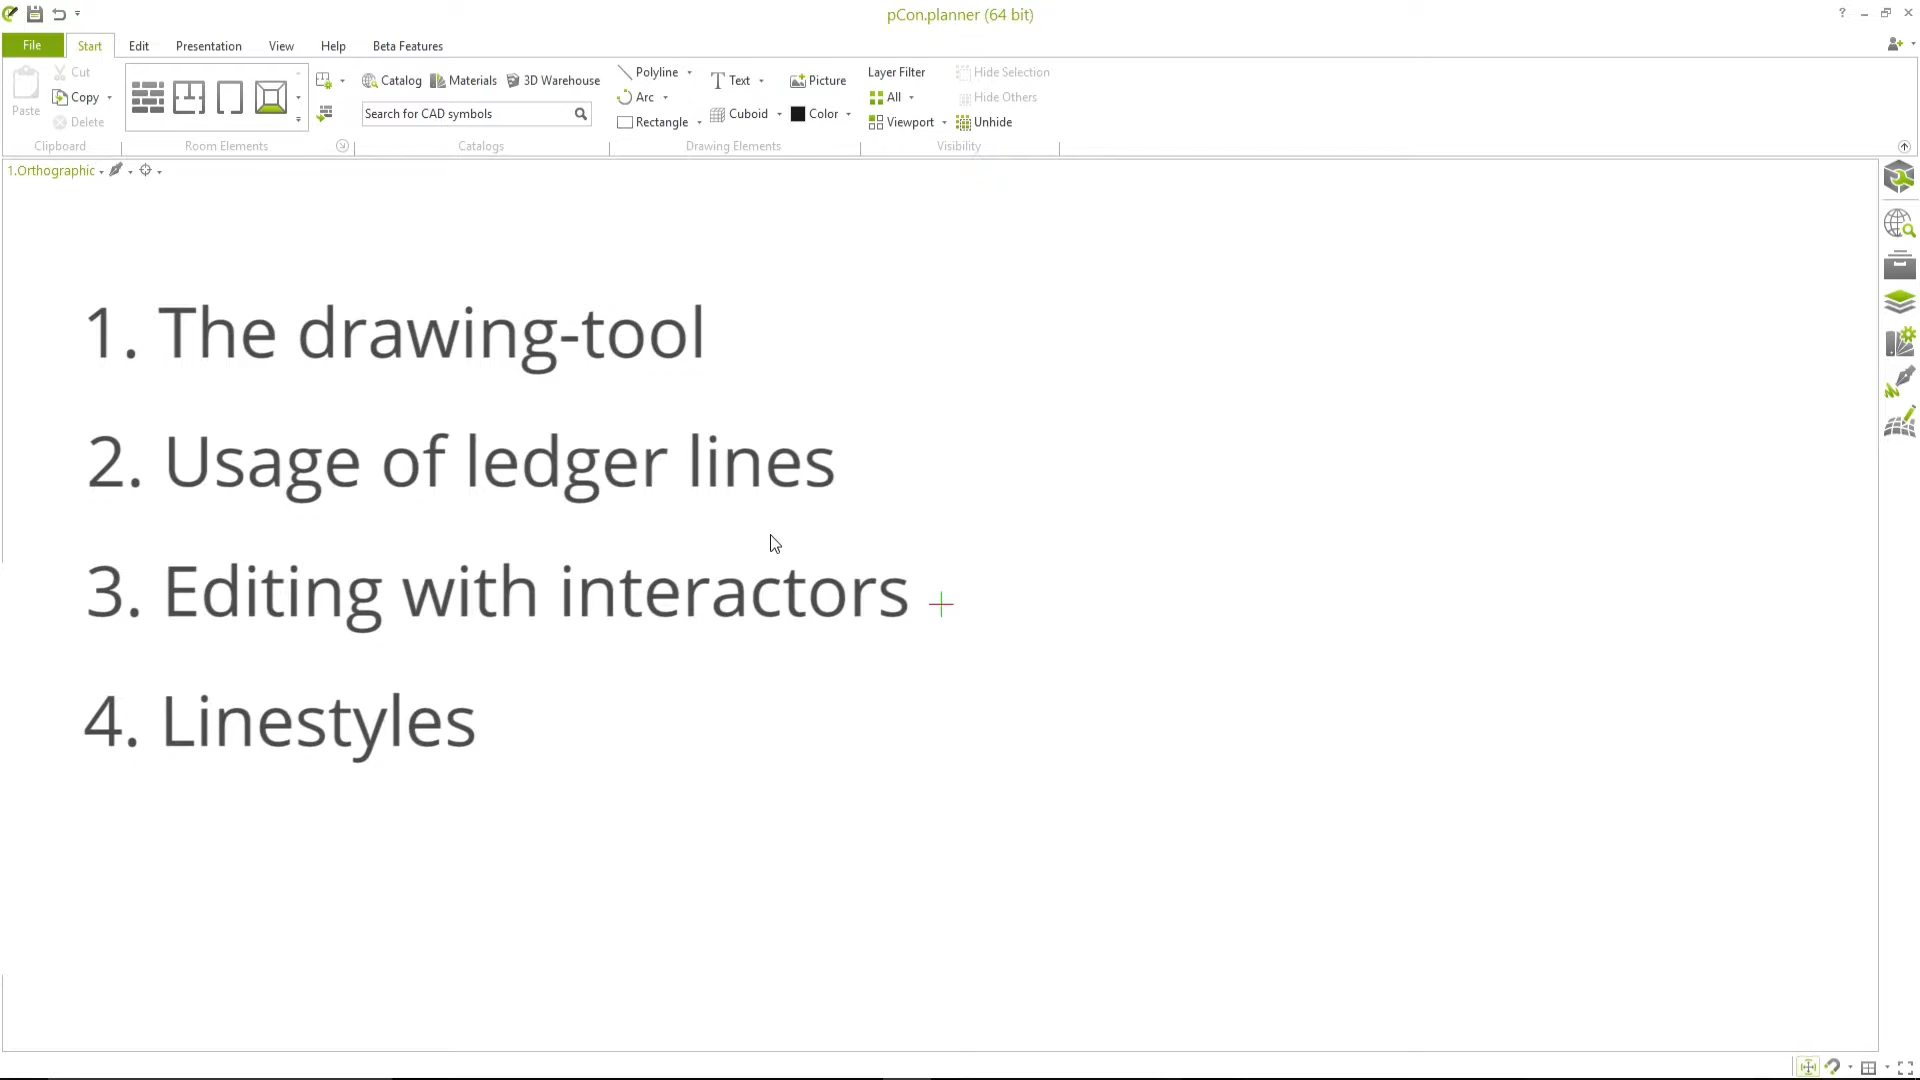 pCon.planner (64 bit)
File Start Edit Presentation View Help Beta Features
Paste
Cut
Copy
Delete
Clipboard
Room Elements
Catalog Materials 3D Warehouse
Search for CAD symbols
Catalogs
Polyline
Arc
Rectangle
Text
Cuboid
Picture
Color
Drawing Elements
Layer Filter
All
Viewport
Hide Selection
Hide Others
Unhide
Visibility
1.Orthographic
1. The drawing-tool
2. Usage of ledger lines
3. Editing with interactors
4. Linestyles